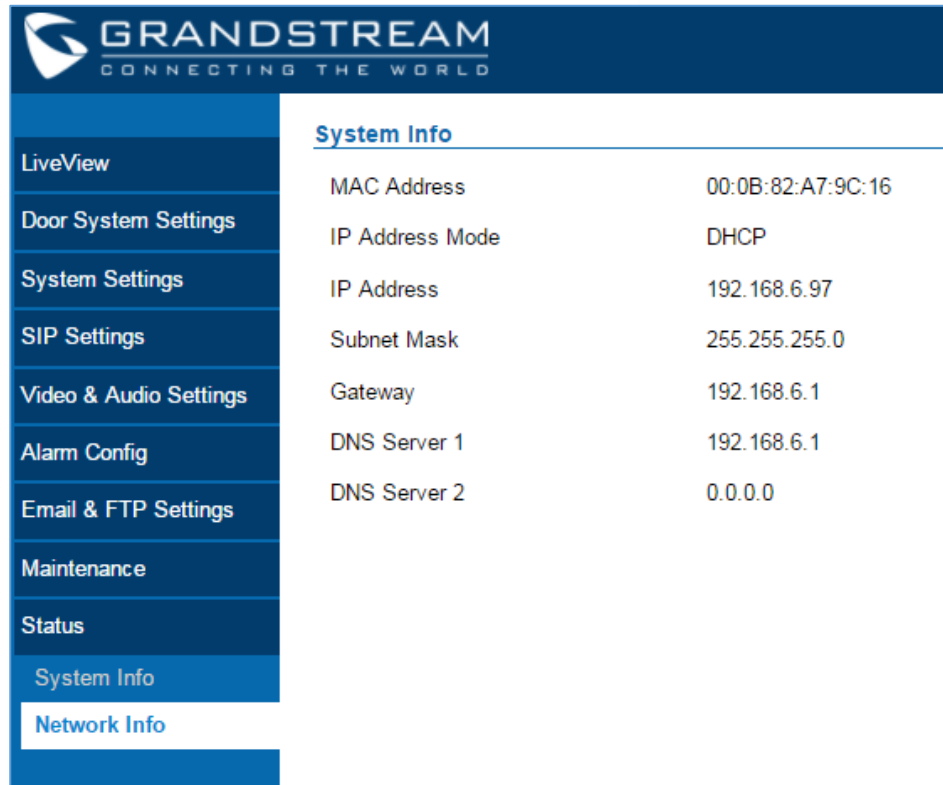 GRANDSTREAM
CONNECTING THE WORLD
LiveView
Door System Settings
System Settings
SIP Settings
Video & Audio Settings
Alarm Config
Email & FTP Settings
Maintenance
Status
System Info
Network Info
System Info
MAC Address 00:0B:82:A7:9C:16
IP Address Mode DHCP
IP Address 192.168.6.97
Subnet Mask 255.255.255.0
Gateway 192.168.6.1
DNS Server 1 192.168.6.1
DNS Server 2 0.0.0.0